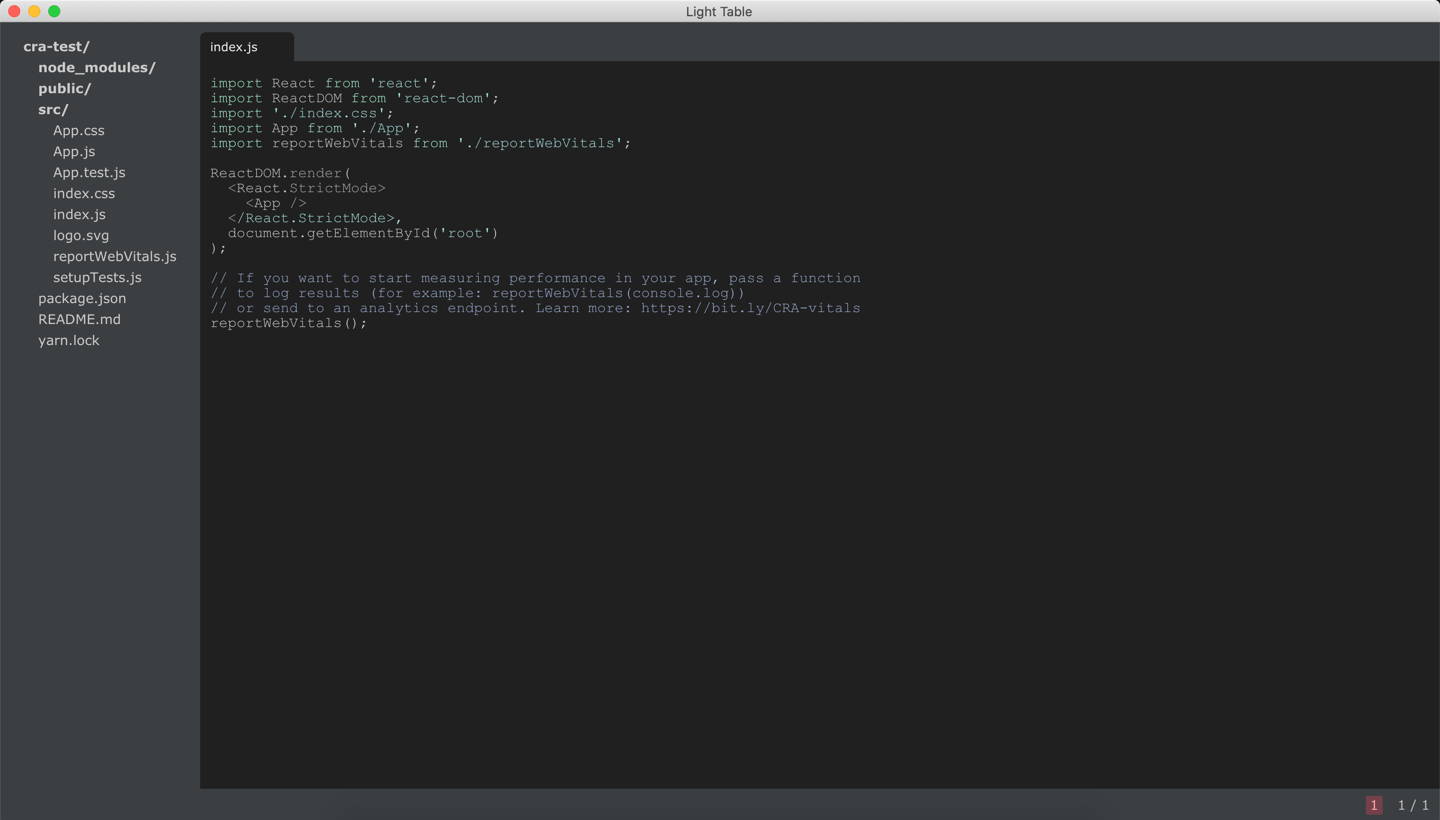 Light Table
cra-test/
node_modules/
public/
src/
App.css
App.js
App.test.js
index.css
index.js
logo.svg
reportWebVitals.js
setupTests.js
package.json
README.md
yarn.lock
index.js
import React from 'react';
import ReactDOM from 'react-dom';
import './index.css';
import App from './App';
import reportWebVitals from './reportWebVitals';
ReactDOM.render(
  <React.StrictMode>
    <App />
  </React.StrictMode>,
  document.getElementById('root')
);
// If you want to start measuring performance in your app, pass a function
// to log results (for example: reportWebVitals(console.log))
// or send to an analytics endpoint. Learn more: https://bit.ly/CRA-vitals
reportWebVitals();
1 1 / 1